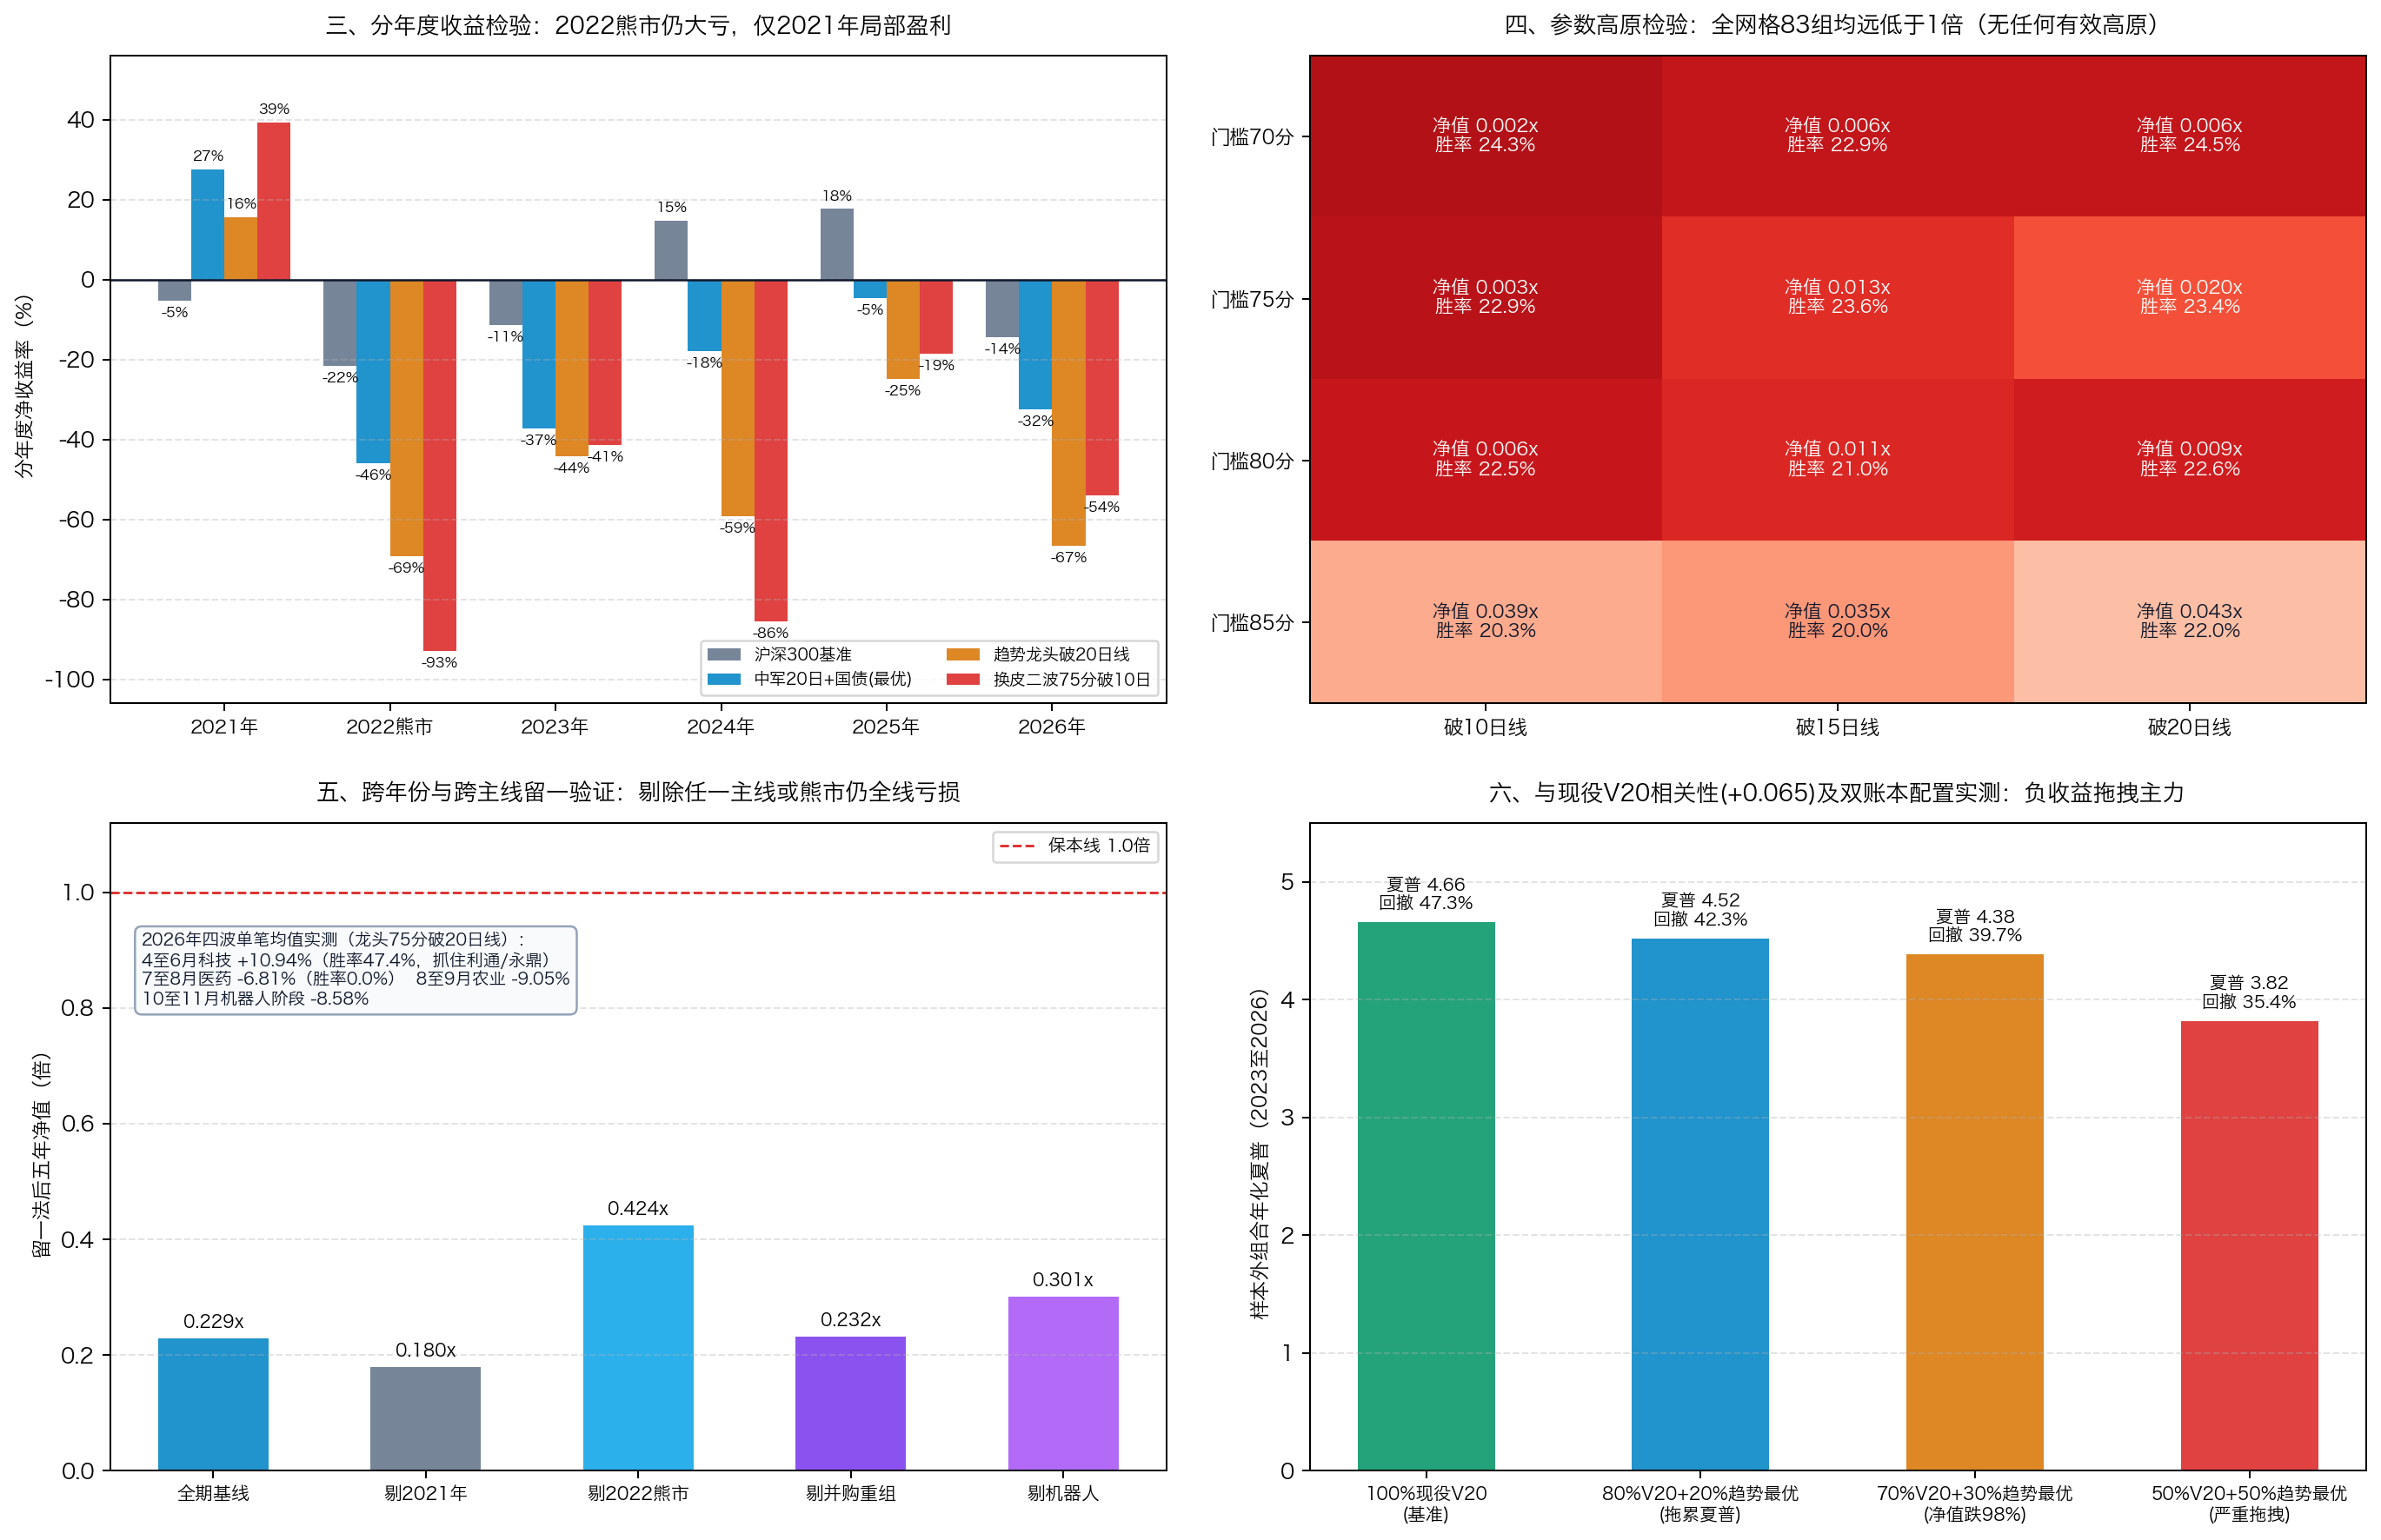 三、分年度收益检验：2022熊市仍大亏，仅2021年局部盈利
分年度净收益率（%）
40
20
0
-20
-40
-60
-80
-100
-5%
27%
16%
39%
-22%
-46%
-69%
-93%
-11%
-37%
-44%
-41%
15%
-18%
-59%
-86%
18%
-5%
-25%
-19%
-14%
-32%
-67%
-54%
沪深300基准
中军20日+国债(最优)
趋势龙头破20日线
换皮二波75分破10日
2021年
2022熊市
2023年
2024年
2025年
2026年
四、参数高原检验：全网格83组均远低于1倍（无任何有效高原）
门槛70分
净值 0.002x
胜率 24.3%
净值 0.006x
胜率 22.9%
净值 0.006x
胜率 24.5%
门槛75分
净值 0.003x
胜率 22.9%
净值 0.013x
胜率 23.6%
净值 0.020x
胜率 23.4%
门槛80分
净值 0.006x
胜率 22.5%
净值 0.011x
胜率 21.0%
净值 0.009x
胜率 22.6%
门槛85分
净值 0.039x
胜率 20.3%
净值 0.035x
胜率 20.0%
净值 0.043x
胜率 22.0%
破10日线
破15日线
破20日线
五、跨年份与跨主线留一验证：剔除任一主线或熊市仍全线亏损
留一法后五年净值（倍）
1.0
0.8
0.6
0.4
0.2
0.0
保本线 1.0倍
2026年四波单笔均值实测（龙头75分破20日线）：
4至6月科技 +10.94%（胜率47.4%，抓住利通/永鼎）
7至8月医药 -6.81%（胜率0.0%） 8至9月农业 -9.05%
10至11月机器人阶段 -8.58%
0.229x
0.180x
0.424x
0.232x
0.301x
全期基线
剔2021年
剔2022熊市
剔并购重组
剔机器人
六、与现役V20相关性(+0.065)及双账本配置实测：负收益拖拽主力
样本外组合年化夏普（2023至2026）
5
4
3
2
1
0
夏普 4.66
回撤 47.3%
夏普 4.52
回撤 42.3%
夏普 4.38
回撤 39.7%
夏普 3.82
回撤 35.4%
100%现役V20
(基准)
80%V20+20%趋势最优
(拖累夏普)
70%V20+30%趋势最优
(净值跌98%)
50%V20+50%趋势最优
(严重拖拽)